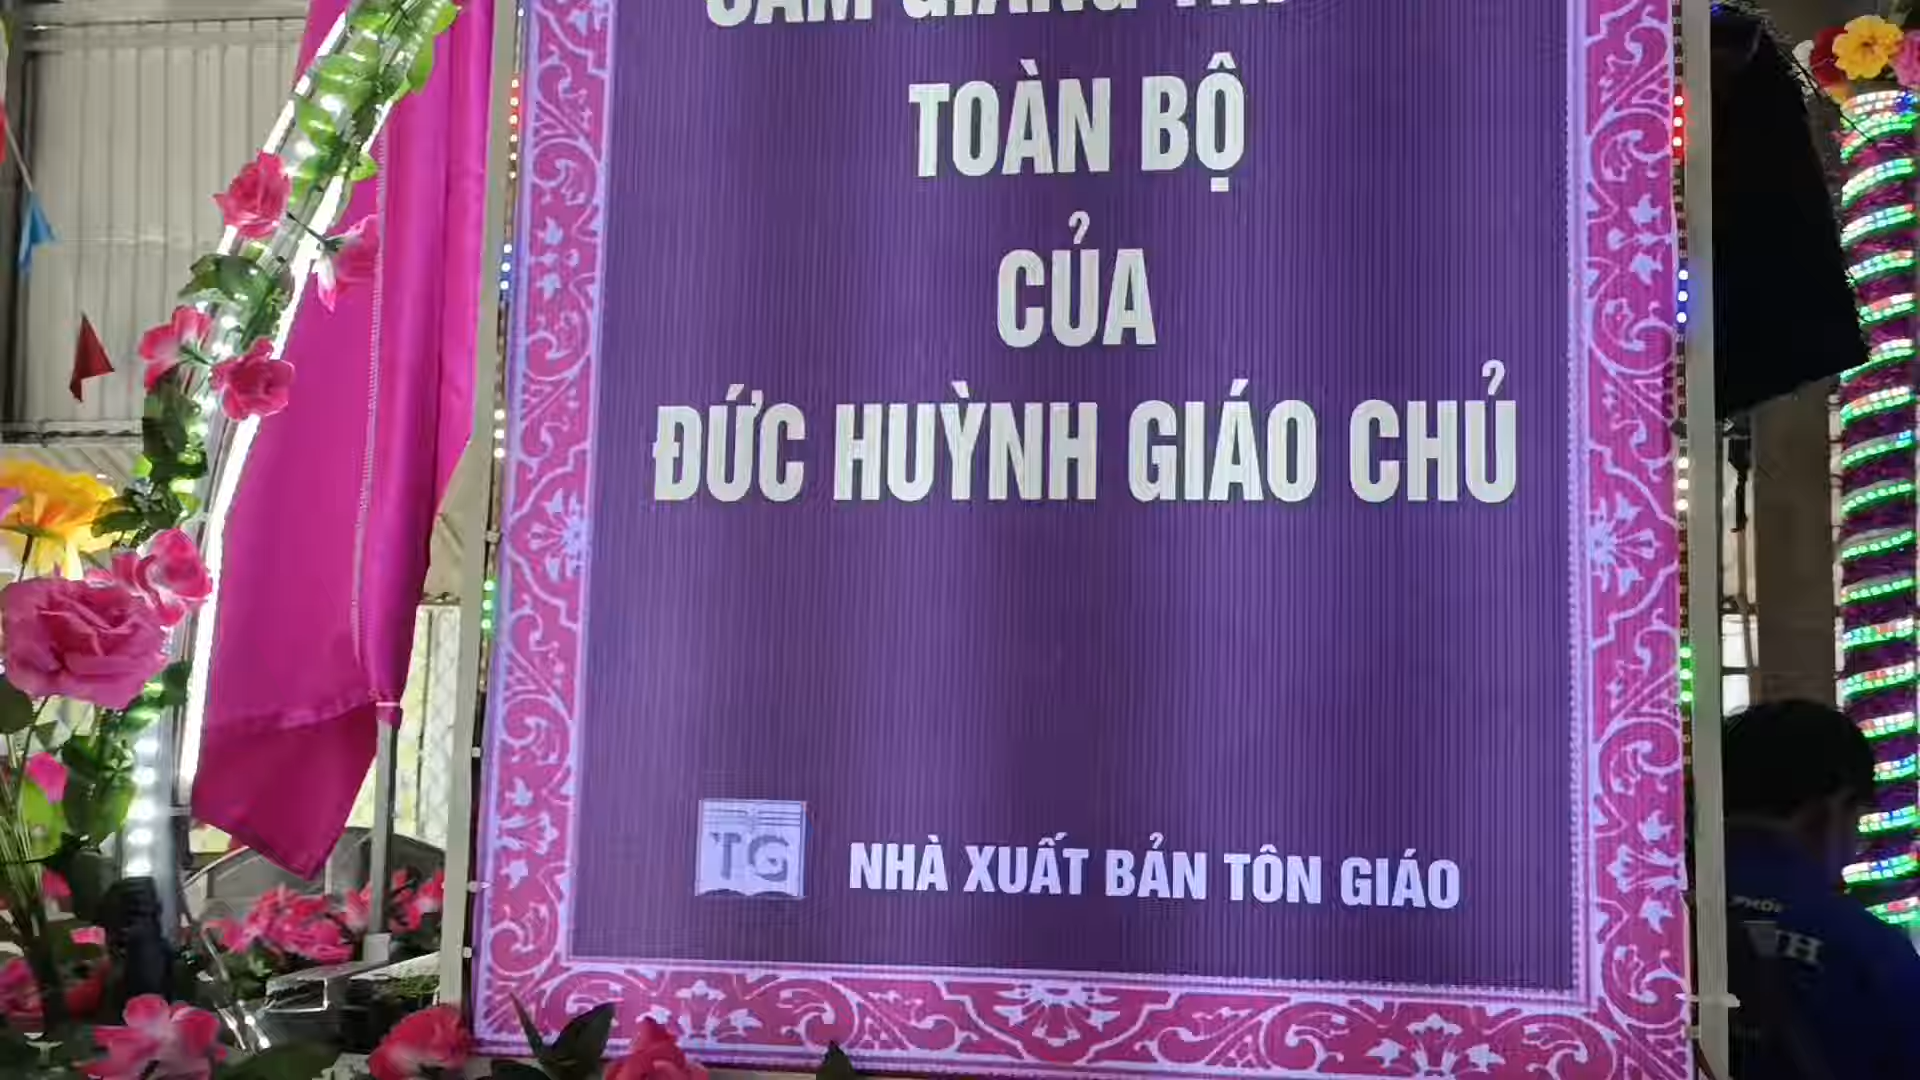 TOÀN BỘ
CỦA
ĐỨC HUỲNH GIÁO CHỦ
TG
NHÀ XUẤT BẢN TÔN GIÁO